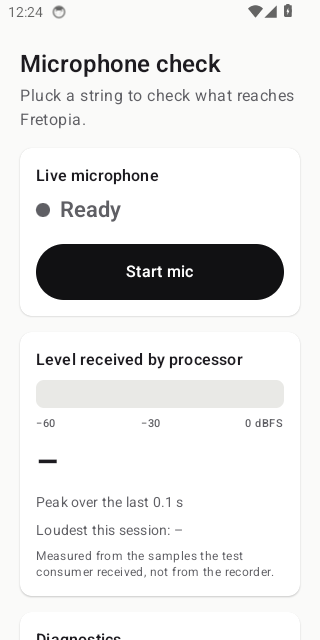 12:24
Microphone check
Pluck a string to check what reaches
Fretopia.
Live microphone
Ready
Start mic
Level received by processor
−60 −30 0 dBFS
–
Peak over the last 0.1 s
Loudest this session: –
Measured from the samples the test
consumer received, not from the recorder.
Diagnostics